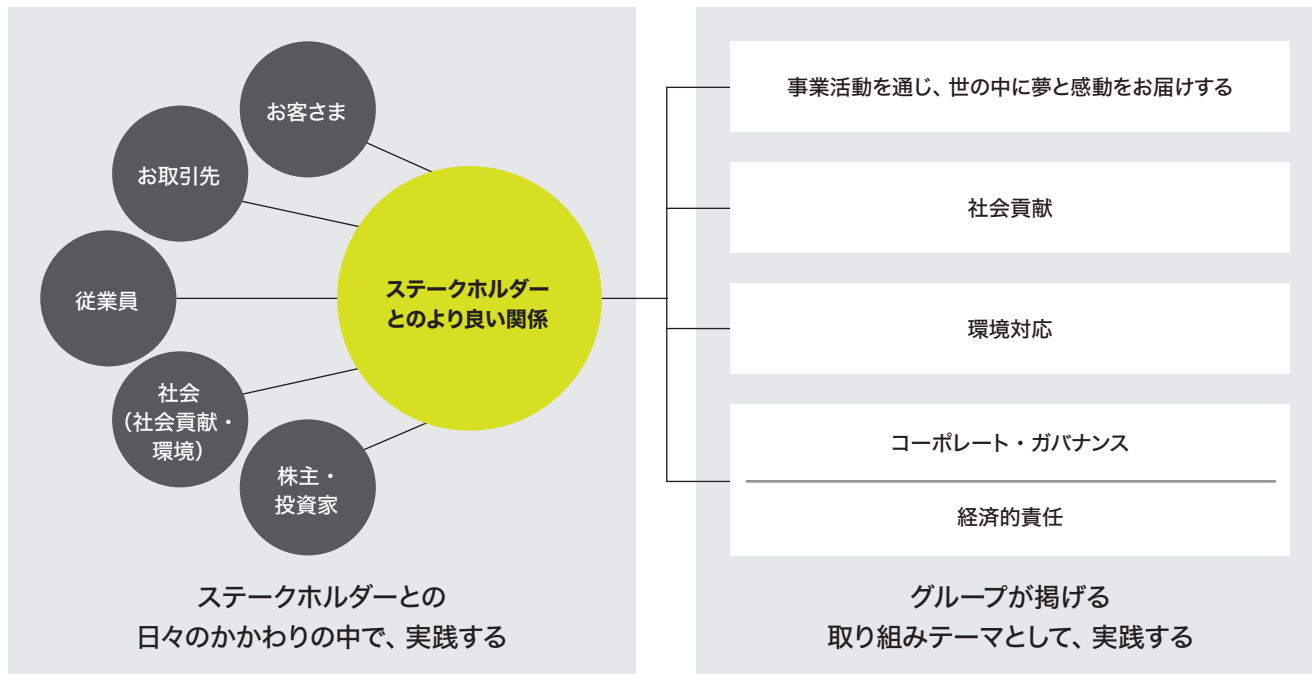 お客さま
お取引先
従業員
社会
（社会貢献・
環境）
株主・
投資家
ステークホルダー
とのより良い関係
ステークホルダーとの
日々のかかわりの中で、実践する
事業活動を通じ、世の中に夢と感動をお届けする
社会貢献
環境対応
コーポレート・ガバナンス
経済的責任
グループが掲げる
取り組みテーマとして、実践する